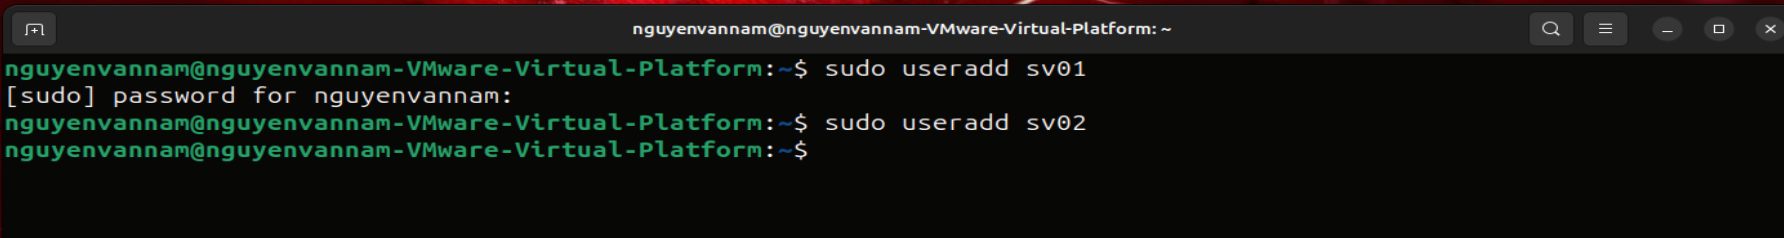 nguyenvannam@nguyenvannam-VMware-Virtual-Platform: ~
nguyenvannam@nguyenvannam-VMware-Virtual-Platform:~$ sudo useradd sv01
[sudo] password for nguyenvannam:
nguyenvannam@nguyenvannam-VMware-Virtual-Platform:~$ sudo useradd sv02
nguyenvannam@nguyenvannam-VMware-Virtual-Platform:~$